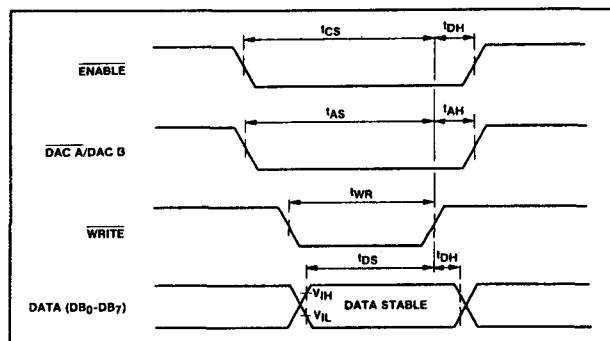 tCS tDH
ENABLE
tAS tAH
DAC A/DAC B
tWR
WRITE
tDS tDH
VIH
DATA (DB0-DB7) DATA STABLE
VIL